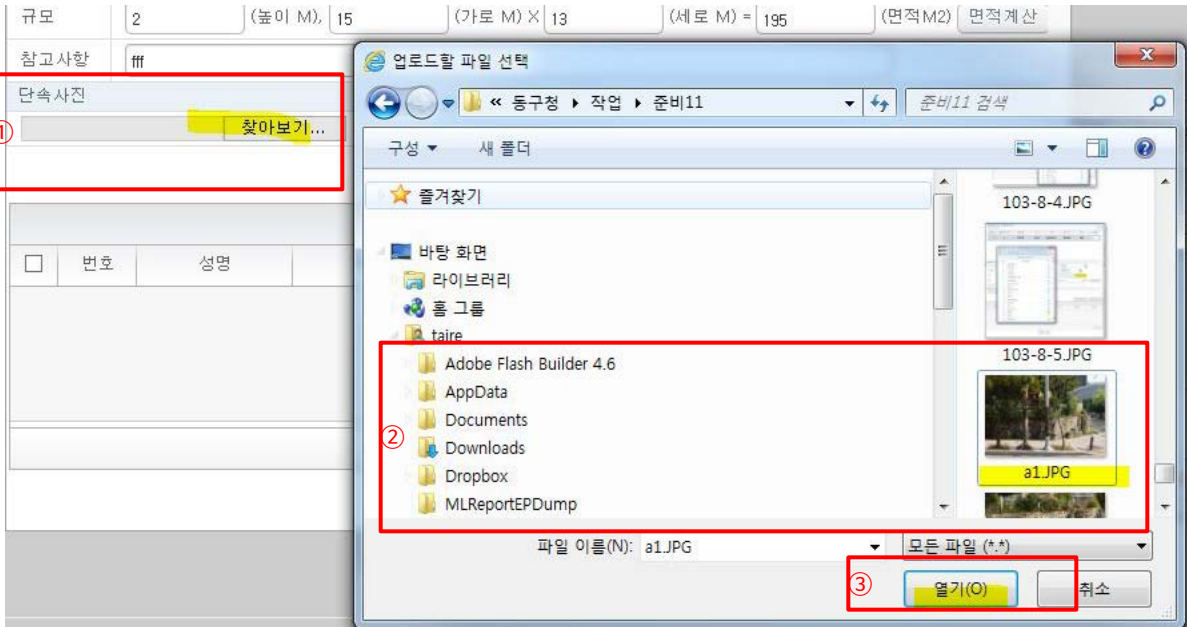 규모 2 (높이 M), 15 (가로 M) X 13 (세로 M) = 195 (면적M2) 면적계산
참고사항 fff
단속사진
① 찾아보기...
번호 성명
업로드할 파일 선택
« 동구청 ▶ 작업 ▶ 준비11
준비11 검색
구성 ▼ 새 폴더
즐겨찾기
바탕 화면
라이브러리
홈 그룹
taire
Adobe Flash Builder 4.6
AppData
Documents
② Downloads
Dropbox
MLReportEPDump
103-8-4.JPG
103-8-5.JPG
a1.JPG
파일 이름(N): a1.JPG
모든 파일 (*.*)
③ 열기(O) 취소